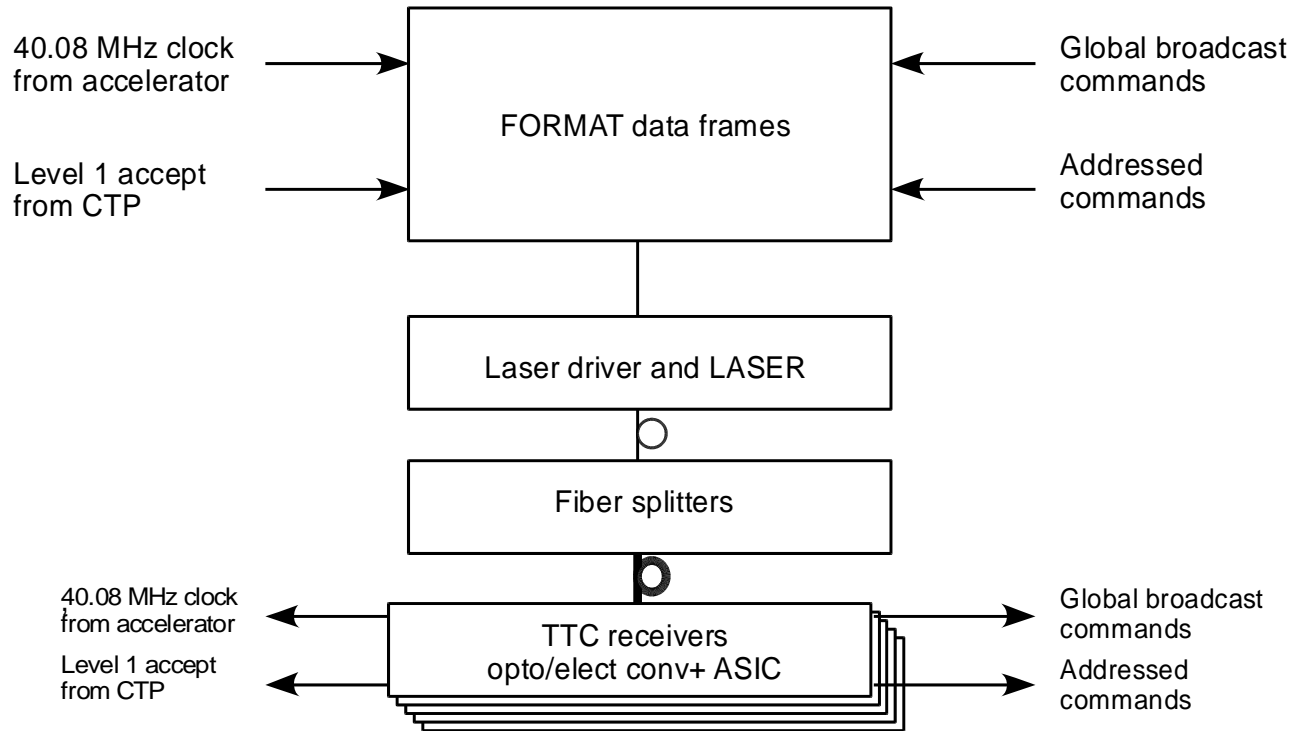 40.08 MHz clock
from accelerator
Global broadcast
commands
FORMAT data frames
Level 1 accept
from CTP
Addressed
commands
Laser driver and LASER
Fiber splitters
40.08 MHz clock
from accelerator
Level 1 accept
from CTP
TTC receivers
opto/elect conv+ ASIC
Global broadcast
commands
Addressed
commands